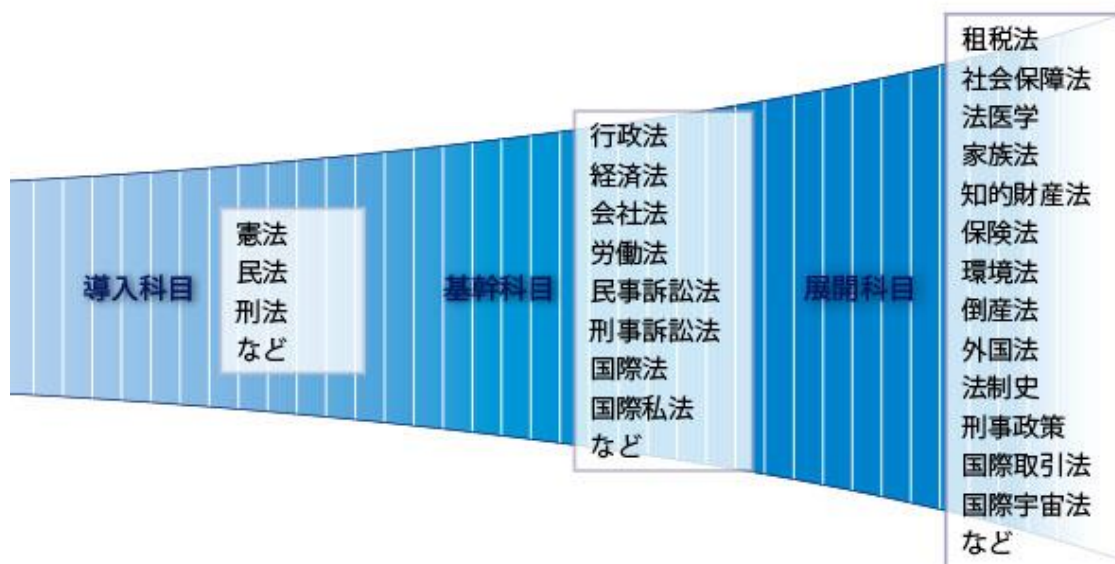 導入科目
憲法
民法
刑法
など
基幹科目
行政法
経済法
会社法
労働法
民事訴訟法
刑事訴訟法
国際法
国際私法
など
展開科目
租税法
社会保障法
法医学
家族法
知的財産法
保険法
環境法
倒産法
外国法
法制史
刑事政策
国際取引法
国際宇宙法
など